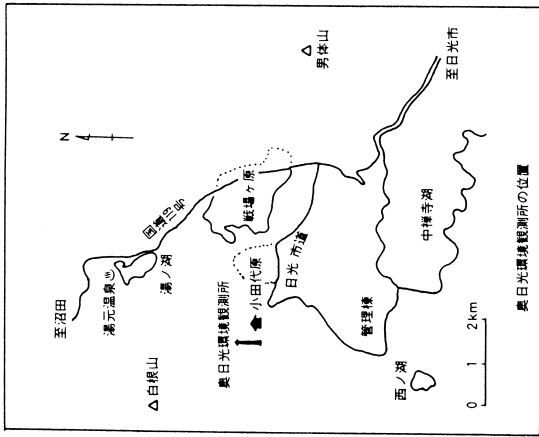 N
至沼田
湯元温泉♨
湯ノ湖
国道120号
白根山
男体山
戦場ヶ原
奥日光環境観測所
小田代原
日光市道
至日光市
管理棟
中禅寺湖
西ノ湖
0 1 2km
奥日光環境観測所の位置